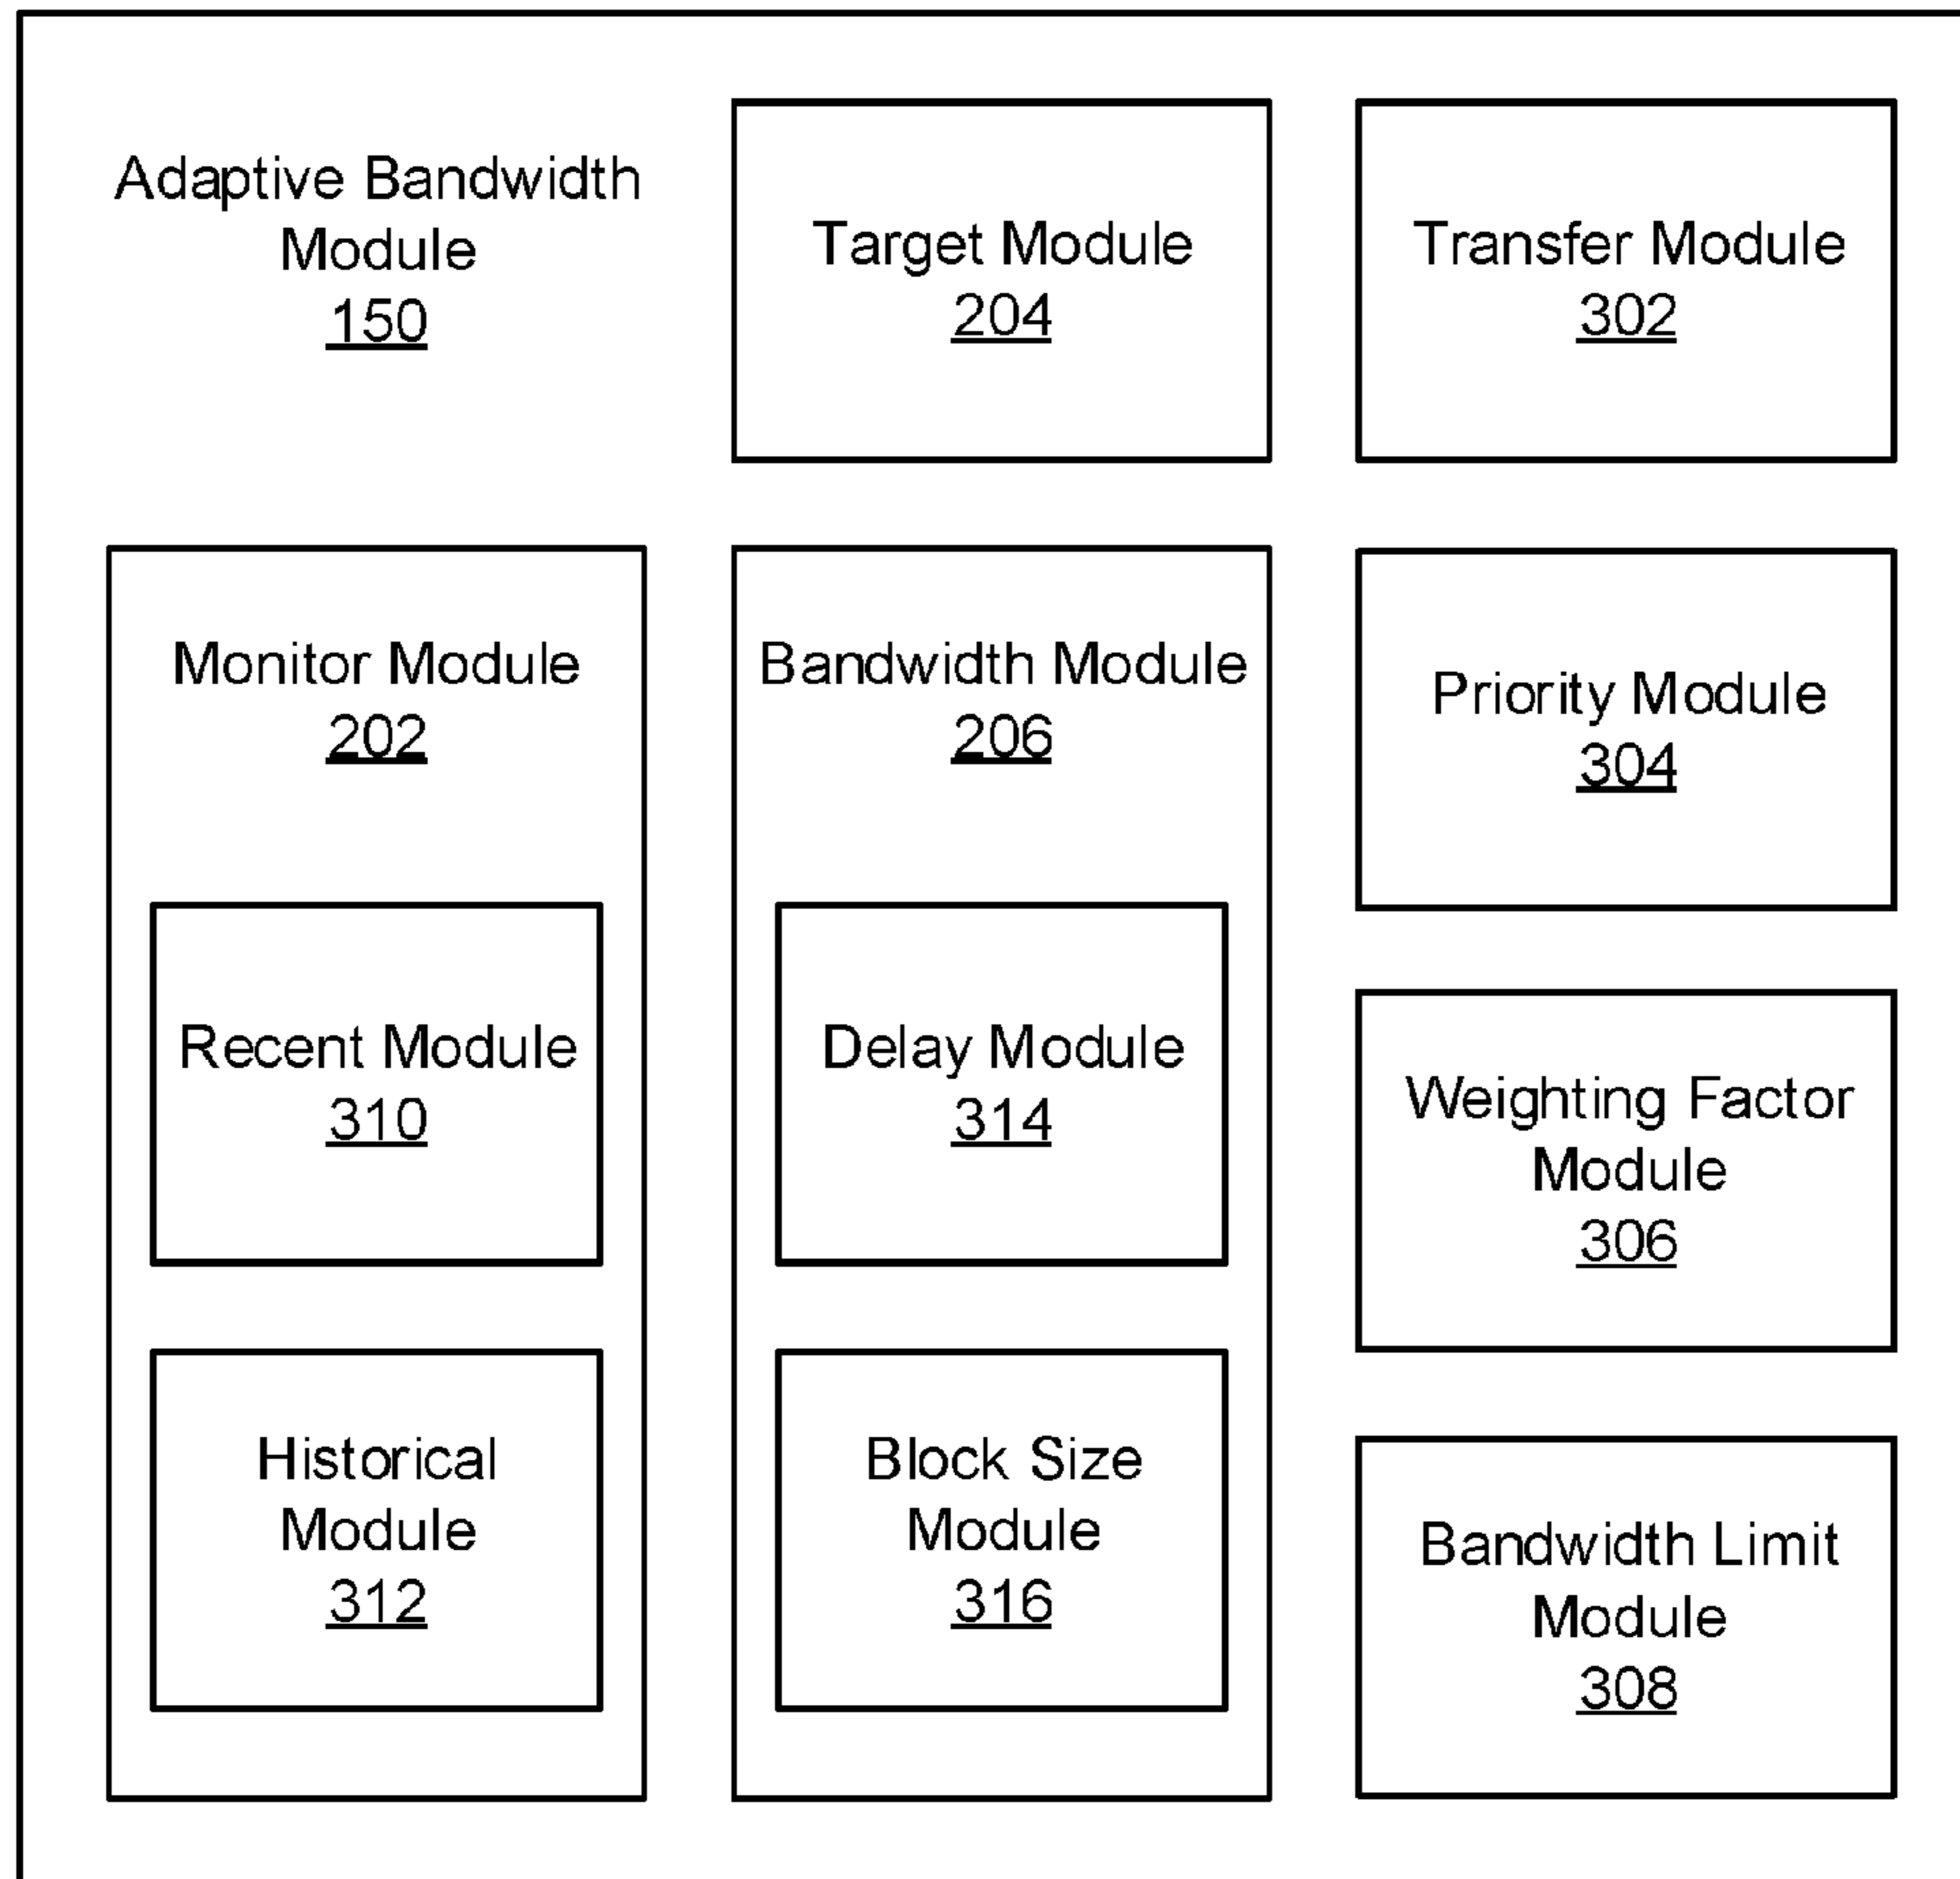 Adaptive Bandwidth
Module
150
Target Module
204
Transfer Module
302
Monitor Module
202
Recent Module
310
Historical
Module
312
Bandwidth Module
206
Delay Module
314
Block Size
Module
316
Priority Module
304
Weighting Factor
Module
306
Bandwidth Limit
Module
308